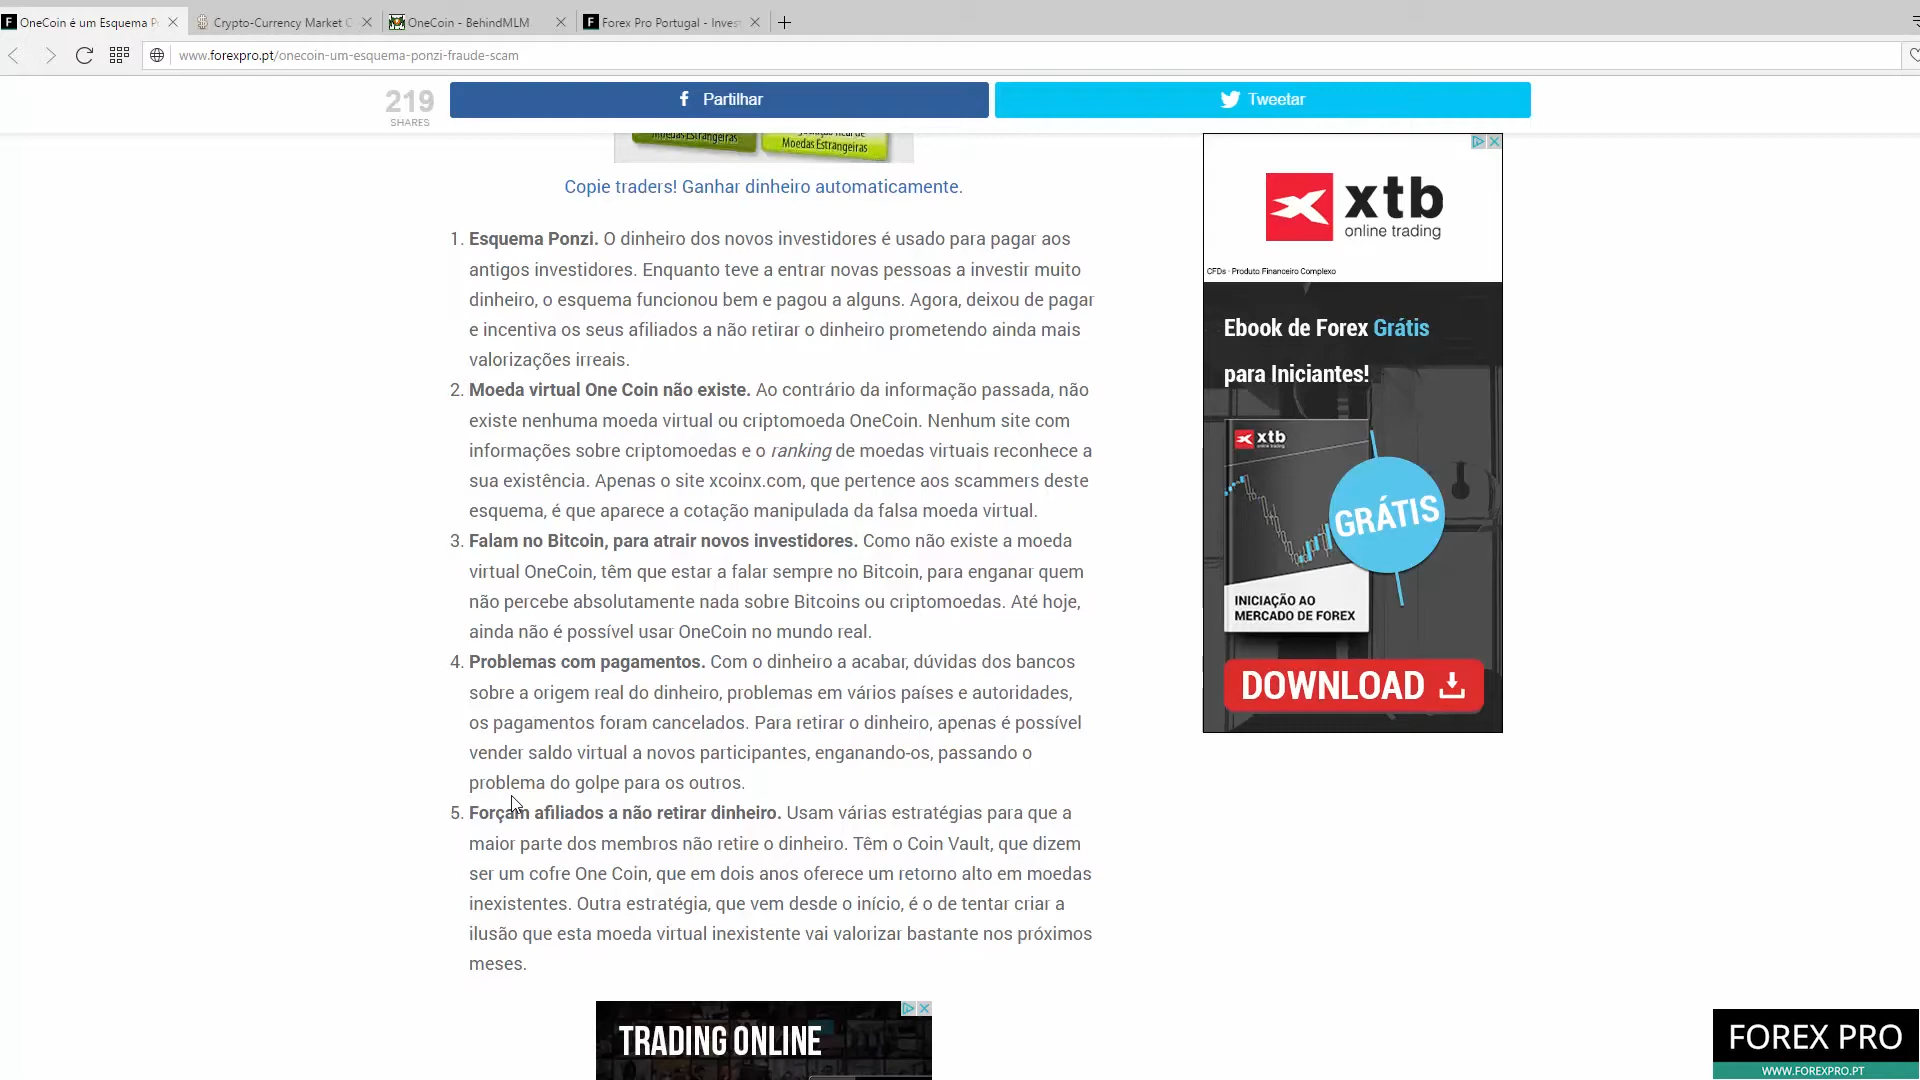 OneCoin é um Esquema P
Crypto-Currency Market C
OneCoin - BehindMLM
Forex Pro Portugal - Inves
www.forexpro.pt/onecoin-um-esquema-ponzi-fraude-scam
219
SHARES
Partilhar
Tweetar
Moedas Estrangeiras
Moedas Estrangeiras
Copie traders! Ganhar dinheiro automaticamente.
1. Esquema Ponzi. O dinheiro dos novos investidores é usado para pagar aos
antigos investidores. Enquanto teve a entrar novas pessoas a investir muito
dinheiro, o esquema funcionou bem e pagou a alguns. Agora, deixou de pagar
e incentiva os seus afiliados a não retirar o dinheiro prometendo ainda mais
valorizações irreais.
2. Moeda virtual One Coin não existe. Ao contrário da informação passada, não
existe nenhuma moeda virtual ou criptomoeda OneCoin. Nenhum site com
informações sobre criptomoedas e o ranking de moedas virtuais reconhece a
sua existência. Apenas o site xcoinx.com, que pertence aos scammers deste
esquema, é que aparece a cotação manipulada da falsa moeda virtual.
3. Falam no Bitcoin, para atrair novos investidores. Como não existe a moeda
virtual OneCoin, têm que estar a falar sempre no Bitcoin, para enganar quem
não percebe absolutamente nada sobre Bitcoins ou criptomoedas. Até hoje,
ainda não é possível usar OneCoin no mundo real.
4. Problemas com pagamentos. Com o dinheiro a acabar, dúvidas dos bancos
sobre a origem real do dinheiro, problemas em vários países e autoridades,
os pagamentos foram cancelados. Para retirar o dinheiro, apenas é possível
vender saldo virtual a novos participantes, enganando-os, passando o
problema do golpe para os outros.
5. Forçam afiliados a não retirar dinheiro. Usam várias estratégias para que a
maior parte dos membros não retire o dinheiro. Têm o Coin Vault, que dizem
ser um cofre One Coin, que em dois anos oferece um retorno alto em moedas
inexistentes. Outra estratégia, que vem desde o início, é o de tentar criar a
ilusão que esta moeda virtual inexistente vai valorizar bastante nos próximos
meses.
TRADING ONLINE
xtb
online trading
CFDs · Produto Financeiro Complexo
Ebook de Forex Grátis
para Iniciantes!
xtb
online trading
GRÁTIS
INICIAÇÃO AO
MERCADO DE FOREX
DOWNLOAD
FOREX PRO
WWW.FOREXPRO.PT